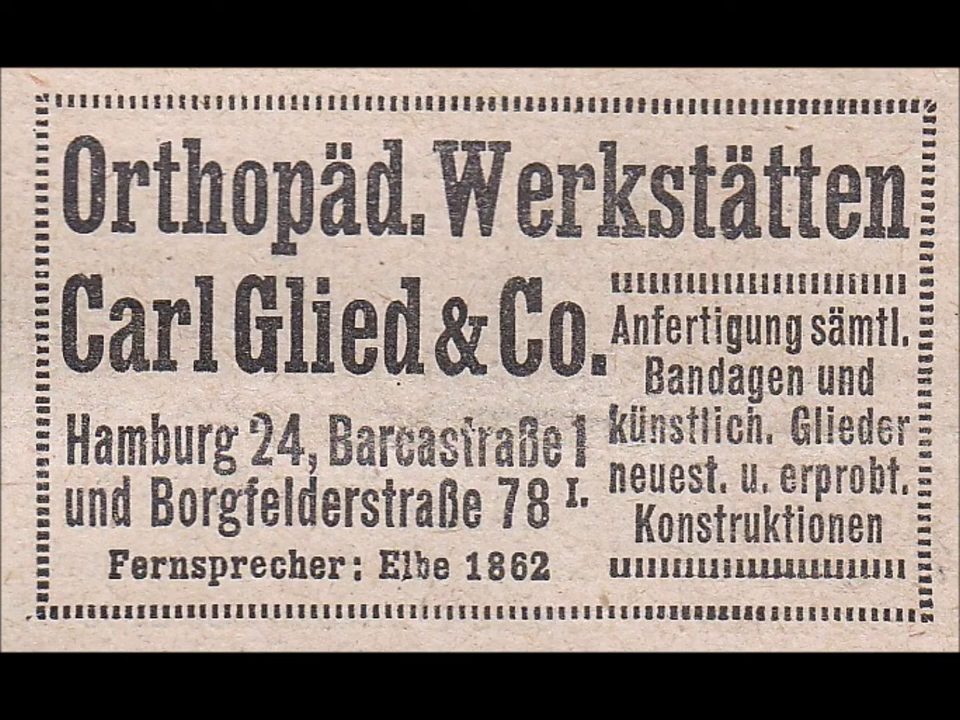 Orthopäd. Werkstätten
Carl Glied & Co.
Hamburg 24, Barcastraße 1
und Borgfelderstraße 78 I.
Fernsprecher: Elbe 1862
Anfertigung sämtl.
Bandagen und
künstlich. Glieder
neuest. u. erprobt.
Konstruktionen